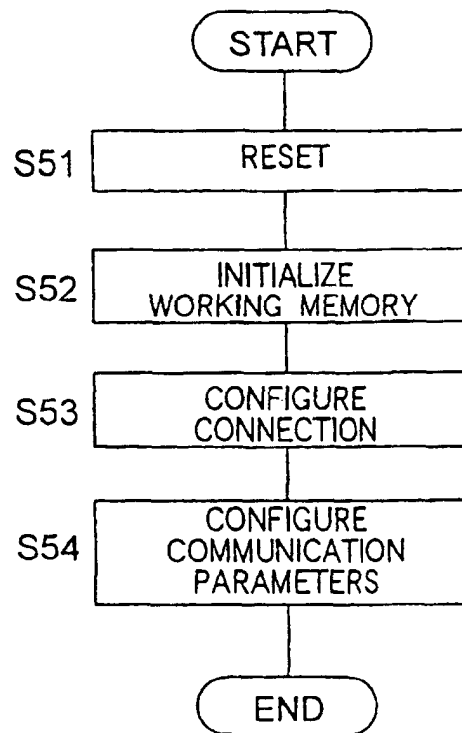 START
S51 RESET
S52 INITIALIZE
WORKING MEMORY
S53 CONFIGURE
CONNECTION
S54 CONFIGURE
COMMUNICATION
PARAMETERS
END